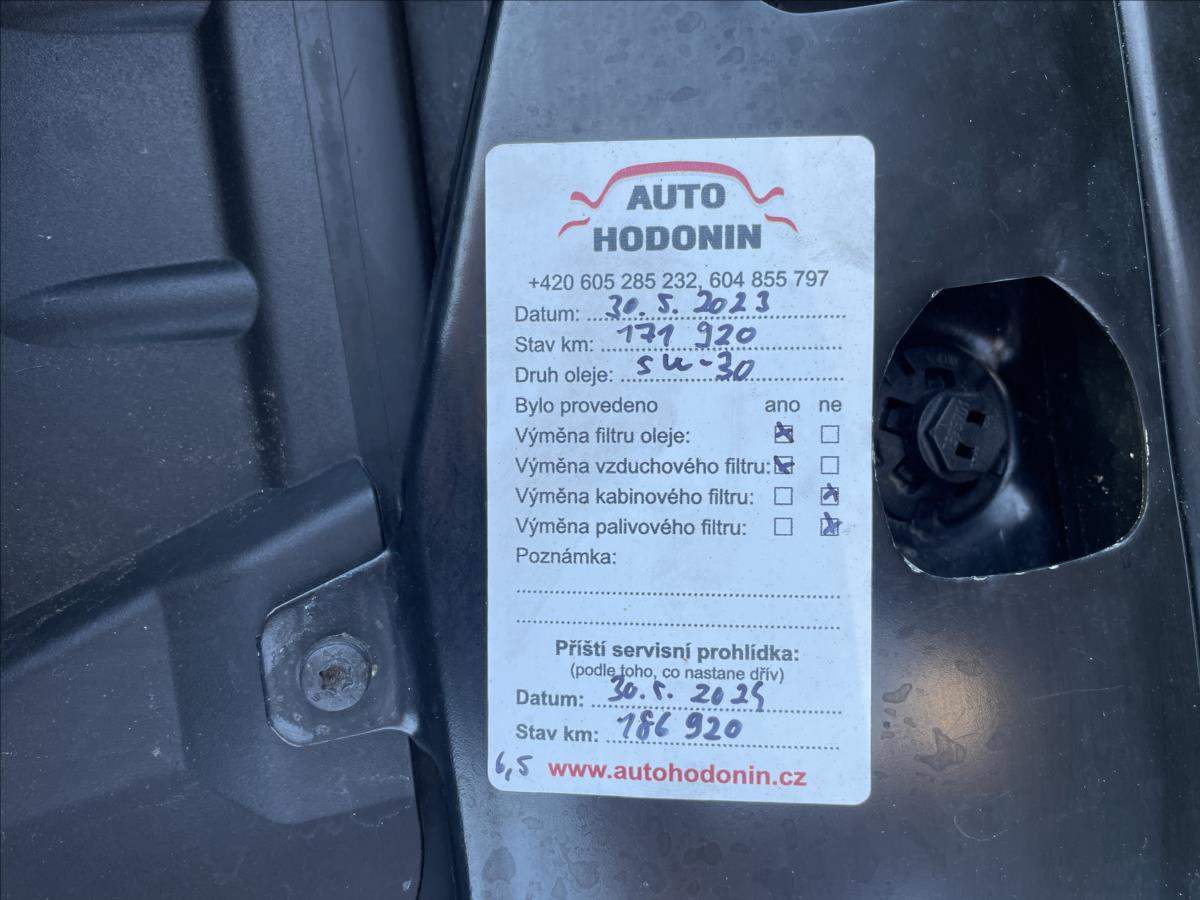 AUTO
HODONIN
+420 605 285 232, 604 855 797
Datum: 30. 5. 2023
Stav km: 171 920
Druh oleje: 5W-30
Bylo provedeno ano ne
Výměna filtru oleje:
Výměna vzduchového filtru:
Výměna kabinového filtru:
Výměna palivového filtru:
Poznámka:
Příští servisní prohlídka:
(podle toho, co nastane dřív)
Datum: 30. 5. 2024
Stav km: 186 920
6,5 www.autohodonin.cz